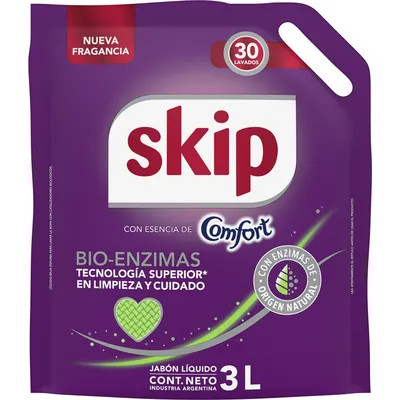 NUEVA
FRAGANCIA
30
LAVADOS
skip
CON ESENCIA DE Comfort
BIO-ENZIMAS
TECNOLOGÍA SUPERIOR*
EN LIMPIEZA Y CUIDADO
CON ENZIMAS DE
ORIGEN NATURAL
JABÓN LÍQUIDO
CONT. NETO 3 L
INDUSTRIA ARGENTINA